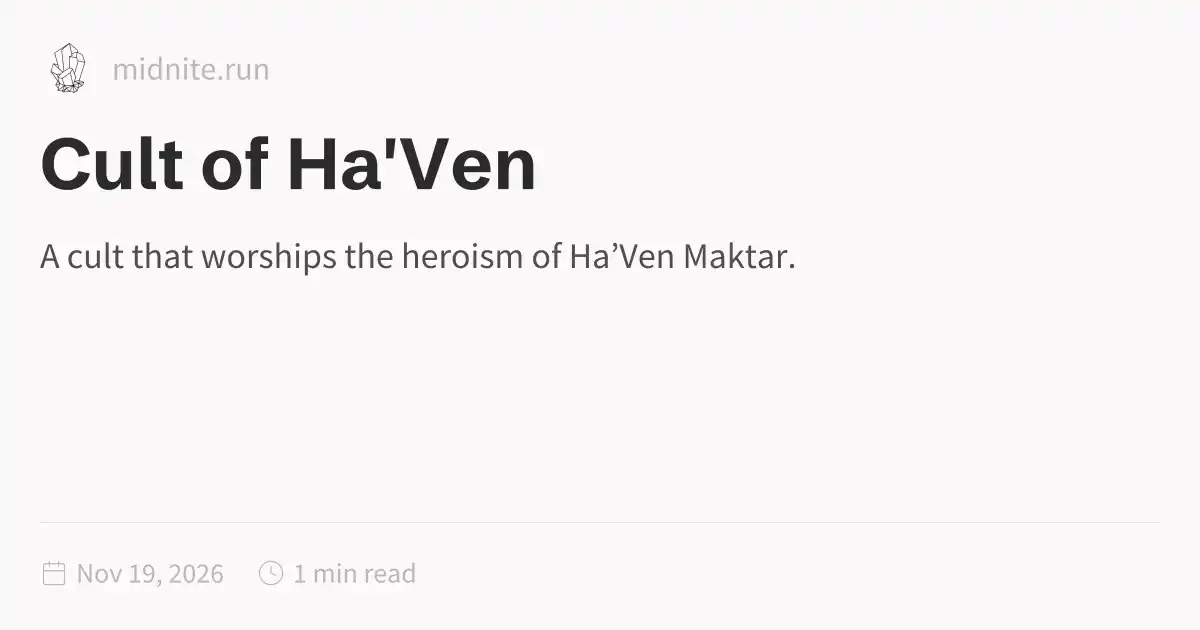 midnite.run
Cult of Ha'Ven
A cult that worships the heroism of Ha’Ven Maktar.
Nov 19, 2026 1 min read